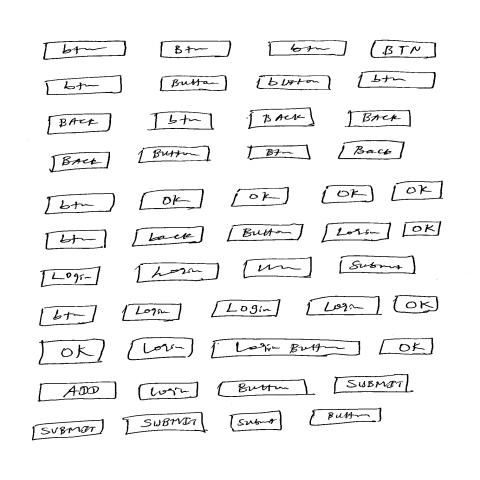 btn Btn btn BTN
btn Button button btn
BACK btn BACK BACK
BACK Button Btn Back
btn OK OK OK OK
btn back Button Login OK
Login Login Submit
btn Login Login Login OK
OK Login Login Button OK
ADD Login Button SUBMIT
SUBMIT SUBMIT Submit Button